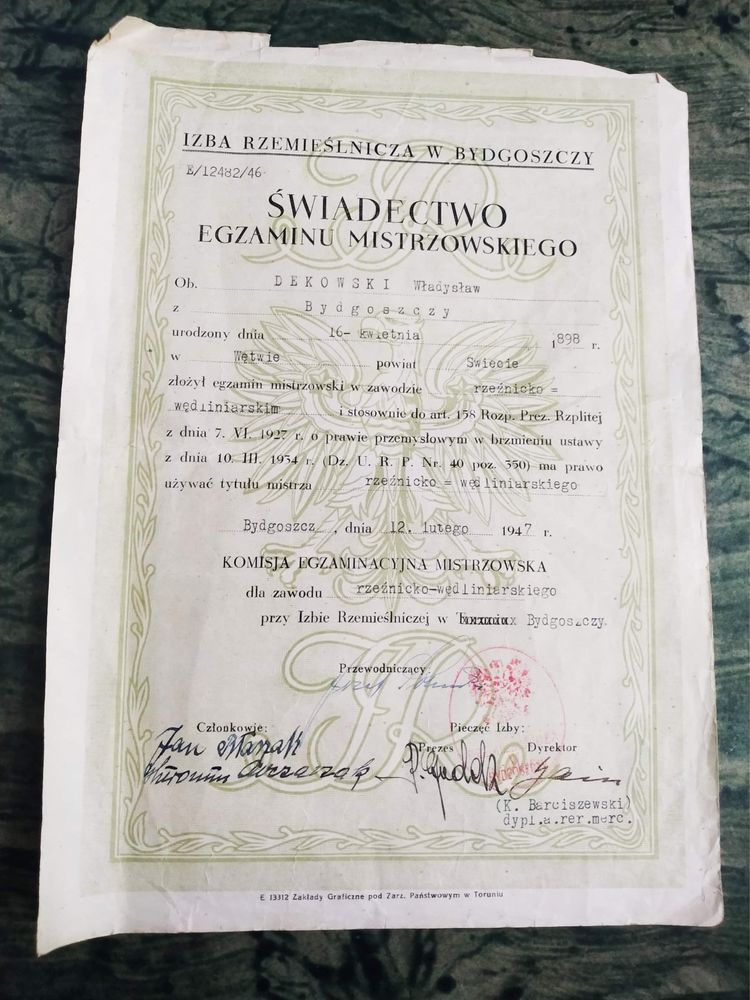 IZBA RZEMIEŚLNICZA W BYDGOSZCZY
E/12482/46
ŚWIADECTWO
EGZAMINU MISTRZOWSKIEGO
Ob. DEKOWSKI Władysław
z Bydgoszczy
urodzony dnia 16- kwietnia 1898 r.
w Wętwie powiat Świecie
złożył egzamin mistrzowski w zawodzie rzeźnicko =
wędliniarskim i stosownie do art. 158 Rozp. Prez. Rzplitej
z dnia 7. VI. 1927 r. o prawie przemysłowym w brzmieniu ustawy
z dnia 10. III. 1934 r. (Dz. U. R. P. Nr. 40 poz. 350) ma prawo
używać tytułu mistrza rzeźnicko = wędliniarskiego
Bydgoszcz, dnia 12. lutego 1947 r.
KOMISJA EGZAMINACYJNA MISTRZOWSKA
dla zawodu rzeźnicko-wędliniarskiego
przy Izbie Rzemieślniczej w Bydgoszczy
Przewodniczący:
Członkowie: Pieczęć Izby:
Jan
Prezes Dyrektor
(K. Barciszewski)
dypl.a.rer.merc.
E 13312 Zakłady Graficzne pod Zarz. Państwowym w Toruniu